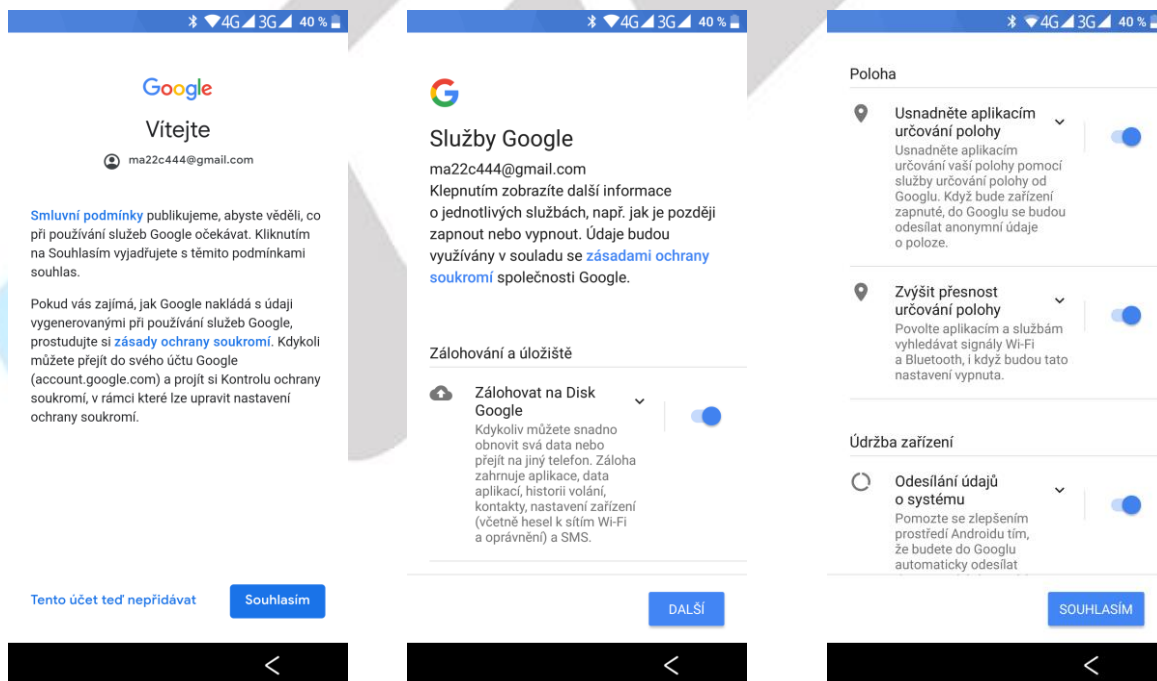 4G 3G 40 %
Google
Vítejte
ma22c444@gmail.com
Smluvní podmínky publikujeme, abyste věděli, co
při používání služeb Google očekávat. Kliknutím
na Souhlasím vyjadřujete s těmito podmínkami
souhlas.
Pokud vás zajímá, jak Google nakládá s údaji
vygenerovanými při používání služeb Google,
prostudujte si zásady ochrany soukromí. Kdykoli
můžete přejít do svého účtu Google
(account.google.com) a projít si Kontrolu ochrany
soukromí, v rámci které lze upravit nastavení
ochrany soukromí.
Tento účet teď nepřidávat
Souhlasím
4G 3G 40 %
G
Služby Google
ma22c444@gmail.com
Klepnutím zobrazíte další informace
o jednotlivých službách, např. jak je později
zapnout nebo vypnout. Údaje budou
využívány v souladu se zásadami ochrany
soukromí společnosti Google.
Zálohování a úložiště
Zálohovat na Disk
Google
Kdykoliv můžete snadno
obnovit svá data nebo
přejít na jiný telefon. Záloha
zahrnuje aplikace, data
aplikací, historii volání,
kontakty, nastavení zařízení
(včetně hesel k sítím Wi-Fi
a oprávnění) a SMS.
DALŠÍ
4G 3G 40 %
Poloha
Usnadněte aplikacím
určování polohy
Usnadněte aplikacím
určování vaší polohy pomocí
služby určování polohy od
Googlu. Když bude zařízení
zapnuté, do Googlu se budou
odesílat anonymní údaje
o poloze.
Zvýšit přesnost
určování polohy
Povolte aplikacím a službám
vyhledávat signály Wi-Fi
a Bluetooth, i když budou tato
nastavení vypnuta.
Údržba zařízení
Odesílání údajů
o systému
Pomozte se zlepšením
prostředí Androidu tím,
že budete do Googlu
automaticky odesílat
SOUHLASÍM